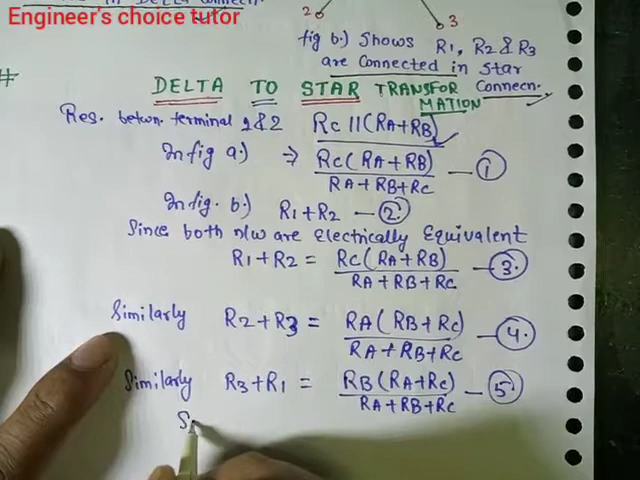 Engineer's choice tutor
2
3
fig b.) Shows R1, R2 & R3
are Connected in Star
Connecn.
#
DELTA TO STAR TRANSFOR
MATION
Res. betwn. terminal 1 & 2 RC || (RA+RB)
In fig a.) ⇒ RC (RA+RB) / RA+RB+RC — 1
In fig. b.) R1+R2 — 2.
Since both n/w are Electrically Equivalent
R1+R2 = RC (RA+RB) / RA+RB+RC — 3.
Similarly R2+R3 = RA (RB+RC) / RA+RB+RC — 4.
Similarly R3+R1 = RB (RA+RC) / RA+RB+RC — 5.